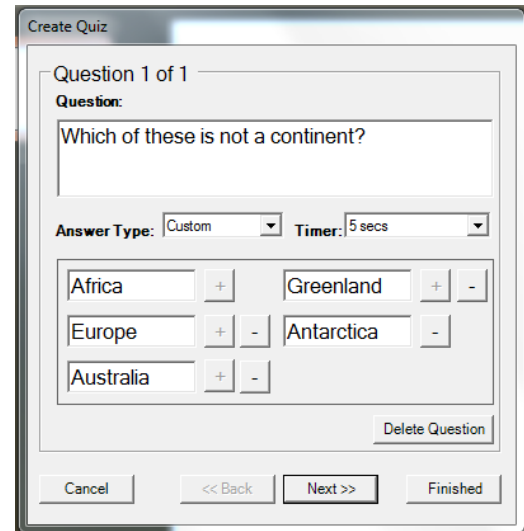 Create Quiz
Question 1 of 1
Question:
Which of these is not a continent?
Answer Type: Custom Timer: 5 secs
Africa + Greenland + -
Europe + - Antarctica -
Australia + -
Delete Question
Cancel << Back Next >> Finished